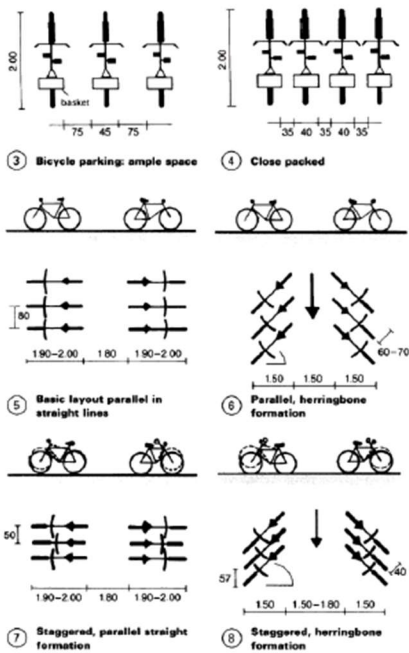 2.00
basket
75 45 75
3 Bicycle parking: ample space
2.00
35 40 35 40 35
4 Close packed
80
1.90-2.00 1.80 1.90-2.00
5 Basic layout parallel in
straight lines
60-70
1.50 1.50 1.50
6 Parallel, herringbone
formation
50
1.90-2.00 1.80 1.90-2.00
7 Staggered, parallel straight
formation
57
40
1.50 1.50-1.80 1.50
8 Staggered, herringbone
formation